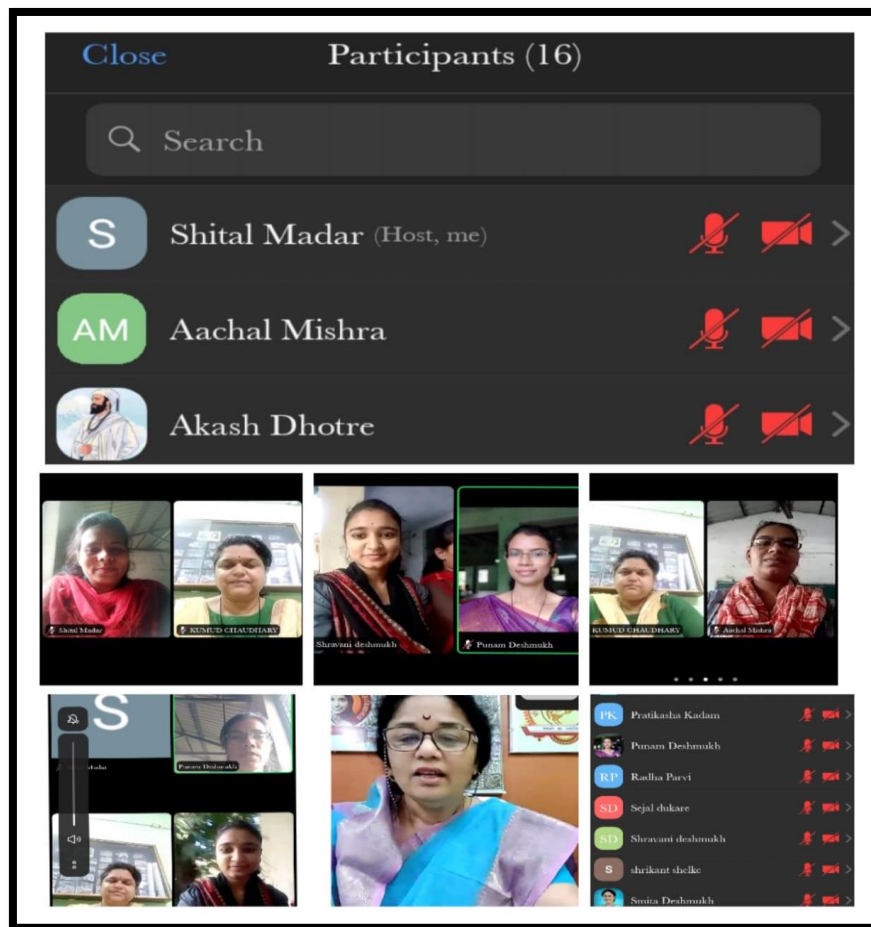 Close
Participants (16)
Search
S
Shital Madar (Host, me)
AM
Aachal Mishra
Akash Dhotre
Shital Madar
KUMUD CHAUDHARY
Shravani deshmukh
Punam Deshmukh
KUMUD CHAUDHARY
Aachal Mishra
S
Punam Deshmukh
PK
Pratikasha Kadam
Punam Deshmukh
RP
Radha Parvi
SD
Sejal dukare
SD
Shravani deshmukh
S
shrikant shelke
Smita Deshmukh